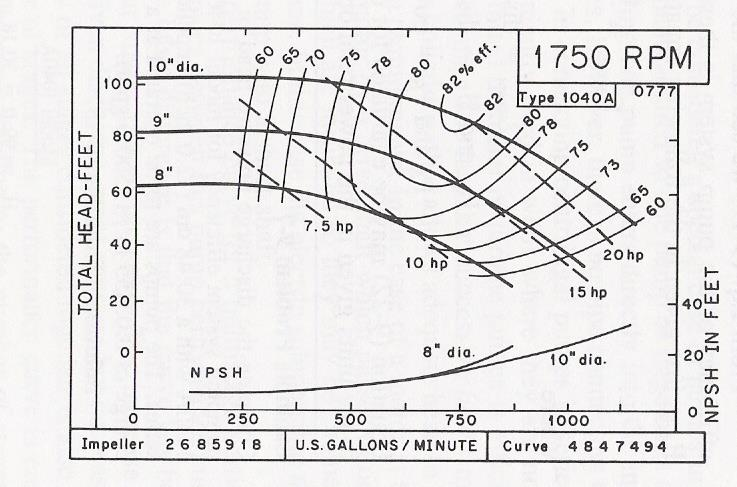 1750 RPM
Type 1040A
0777
60 65 70 75 78 80 82% eff.
82
80
78
75
73
65
60
10" dia.
9"
8"
7.5 hp
10 hp
15 hp
20 hp
TOTAL HEAD-FEET
100
80
60
40
20
0
NPSH
8" dia.
10" dia.
NPSH IN FEET
40
20
0
0 250 500 750 1000
Impeller 2685918 U.S. GALLONS / MINUTE Curve 4847494